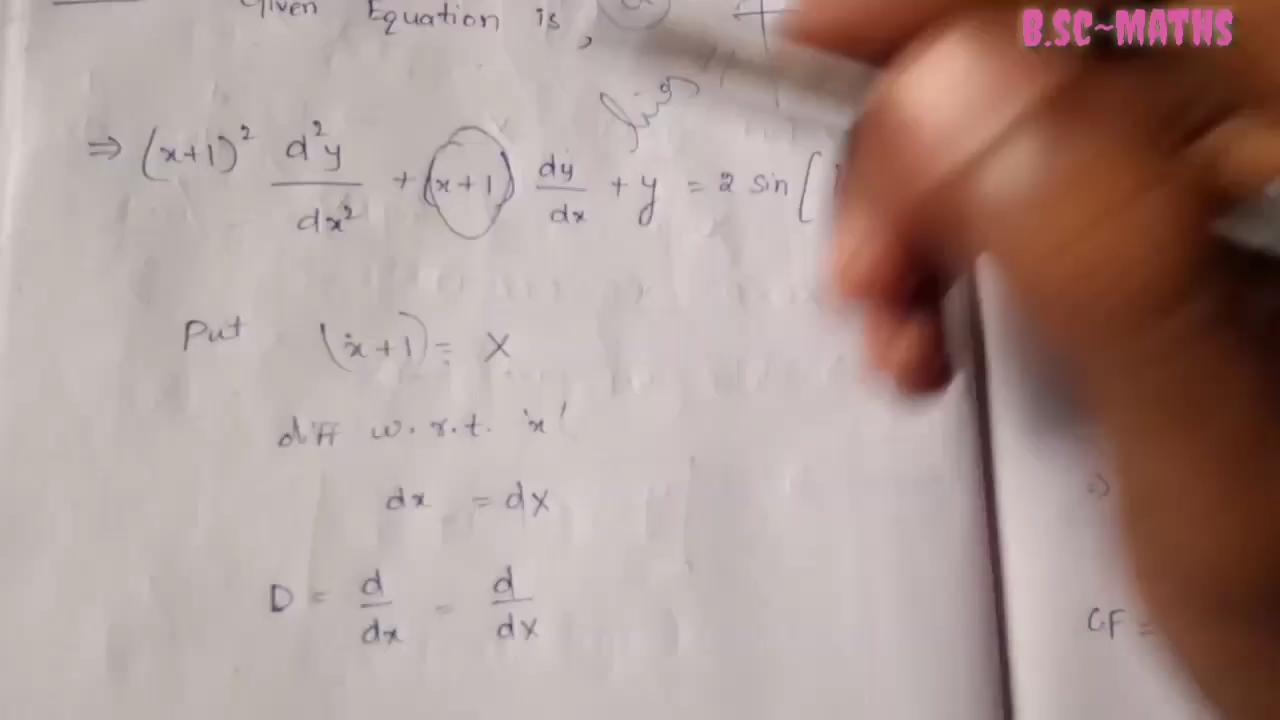 B.SC~MATHS
Given Equation is,
⇒ (x+1)² d²y/dx² + (x+1) dy/dx + y = 2 sin [
Put (x+1) = X
diff w.r.t. 'x'
dx = dX
D = d/dx = d/dX
CF =